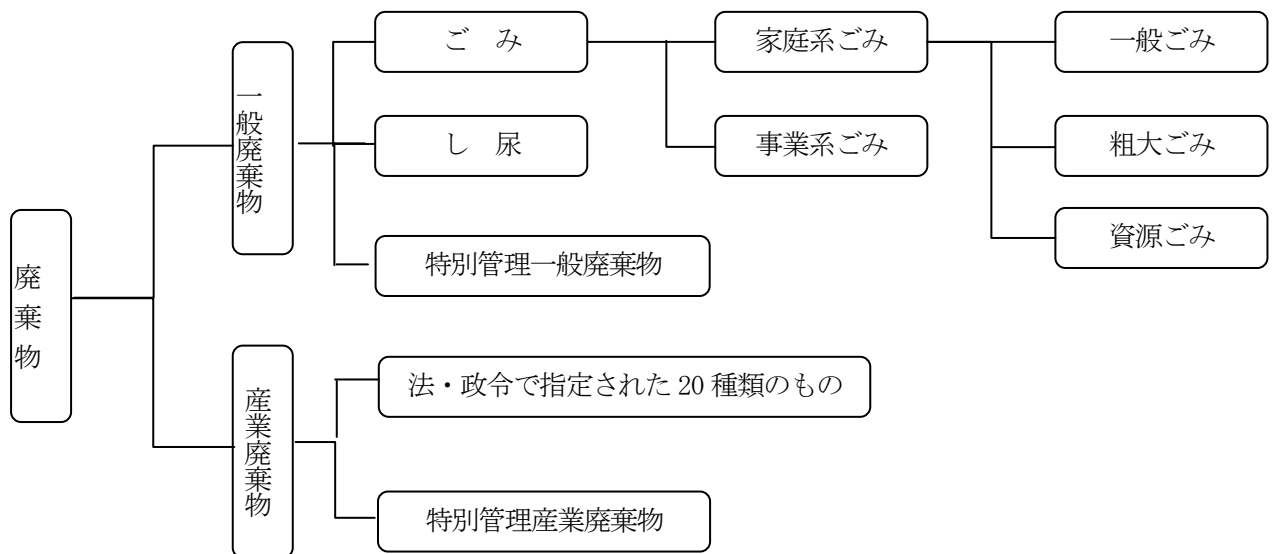 廃棄物
一般廃棄物
ご み
家庭系ごみ
一般ごみ
粗大ごみ
資源ごみ
事業系ごみ
し 尿
特別管理一般廃棄物
産業廃棄物
法・政令で指定された 20 種類のもの
特別管理産業廃棄物